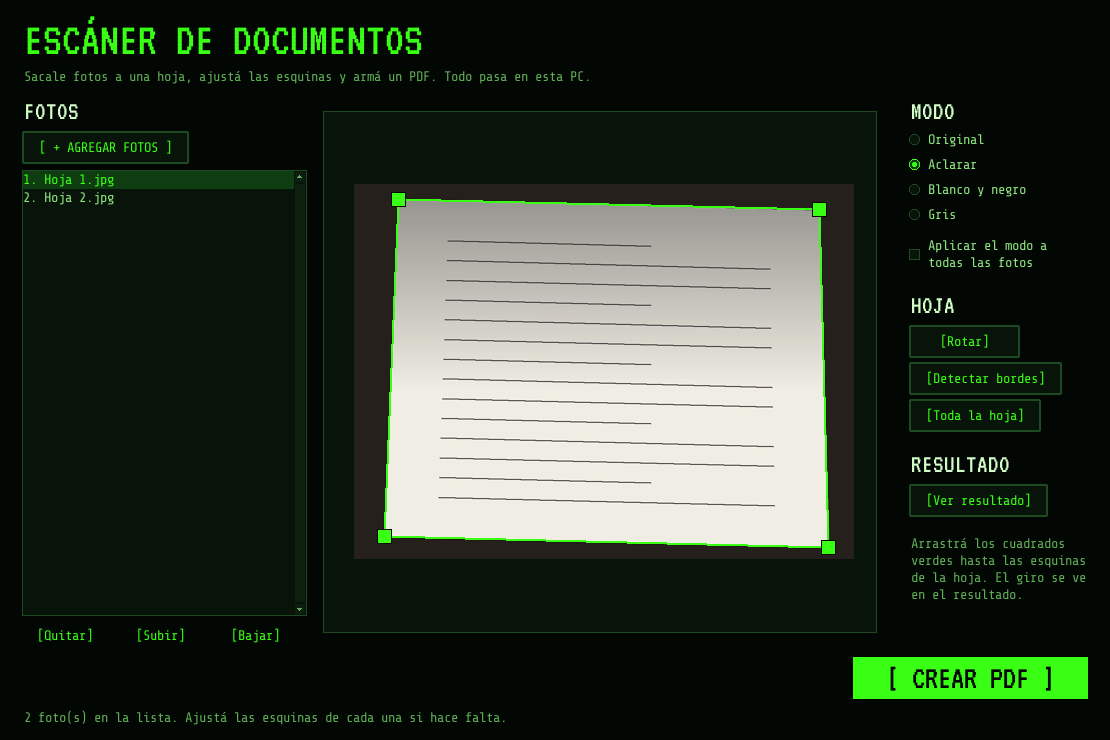 ESCÁNER DE DOCUMENTOS
Sacale fotos a una hoja, ajustá las esquinas y armá un PDF. Todo pasa en esta PC.
FOTOS
[ + AGREGAR FOTOS ]
1. Hoja 1.jpg
2. Hoja 2.jpg
[Quitar]
[Subir]
[Bajar]
MODO
Original
Aclarar
Blanco y negro
Gris
Aplicar el modo a
todas las fotos
HOJA
[Rotar]
[Detectar bordes]
[Toda la hoja]
RESULTADO
[Ver resultado]
Arrastrá los cuadrados
verdes hasta las esquinas
de la hoja. El giro se ve
en el resultado.
[ CREAR PDF ]
2 foto(s) en la lista. Ajustá las esquinas de cada una si hace falta.